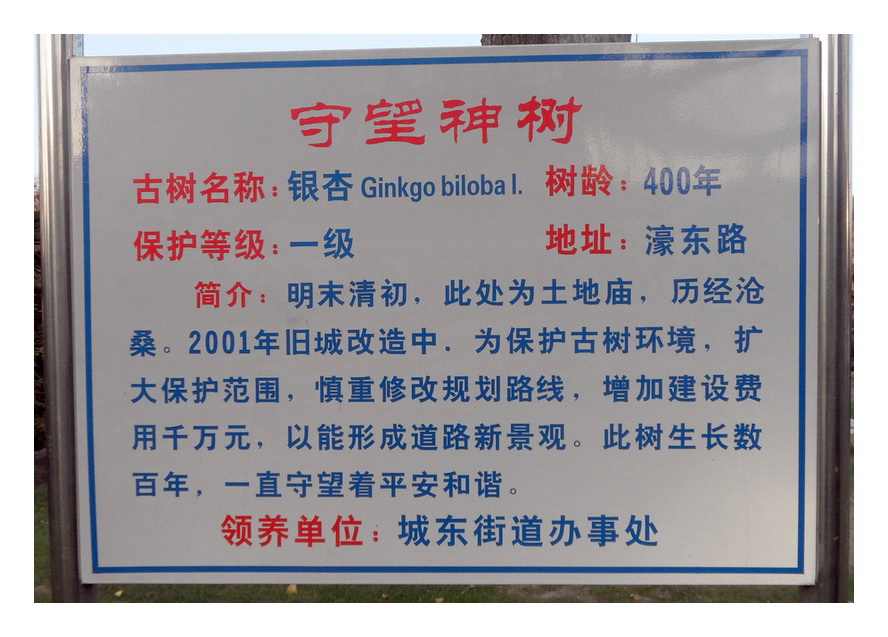 守望神树
古树名称：银杏 Ginkgo biloba l. 树龄：400年
保护等级：一级 地址：濠东路
简介：明末清初，此处为土地庙，历经沧
桑。2001年旧城改造中．为保护古树环境，扩
大保护范围，慎重修改规划路线，增加建设费
用千万元，以能形成道路新景观。此树生长数
百年，一直守望着平安和谐。
领养单位：城东街道办事处